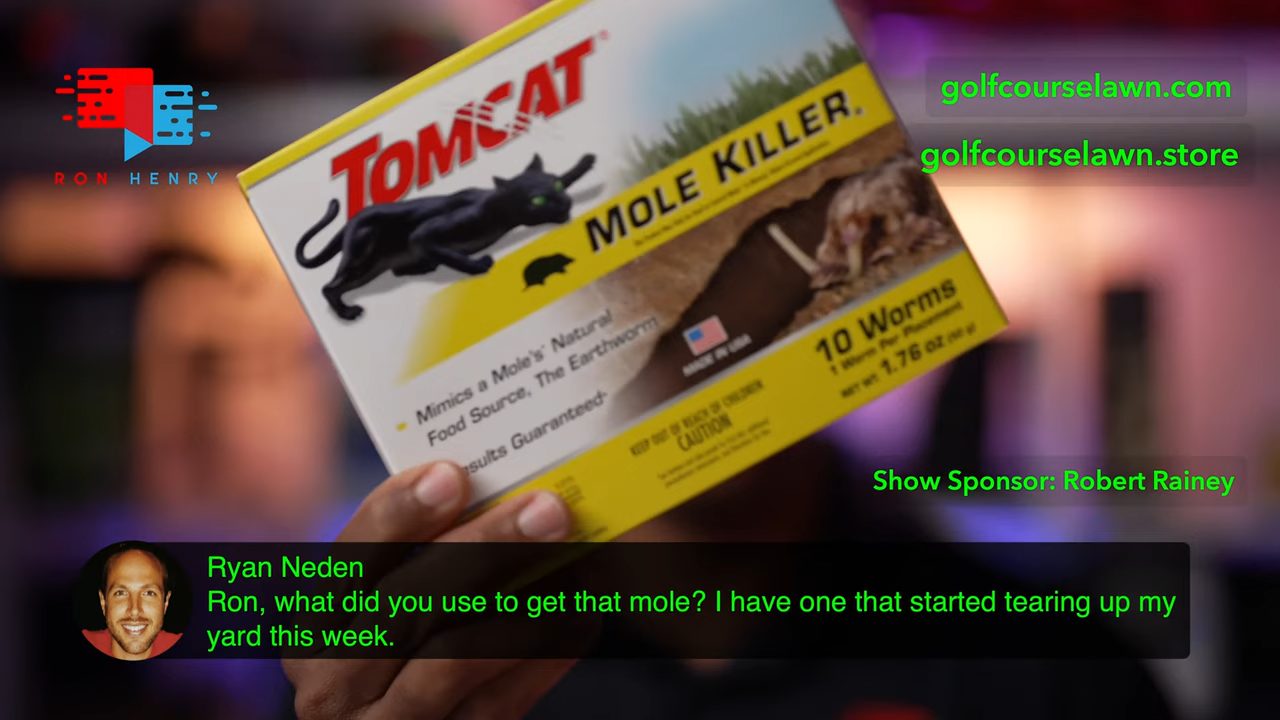 RON HENRY
golfcourselawn.com
golfcourselawn.store
TOMCAT®
MOLE KILLER.
Mimics a Mole's* Natural
Food Source, The Earthworm
esults Guaranteed
MADE IN USA
10 Worms
1 Worm Per Placement
NET WT. 1.76 oz (50 g)
KEEP OUT OF REACH OF CHILDREN
CAUTION
Show Sponsor: Robert Rainey
Ryan Neden
Ron, what did you use to get that mole? I have one that started tearing up my
yard this week.